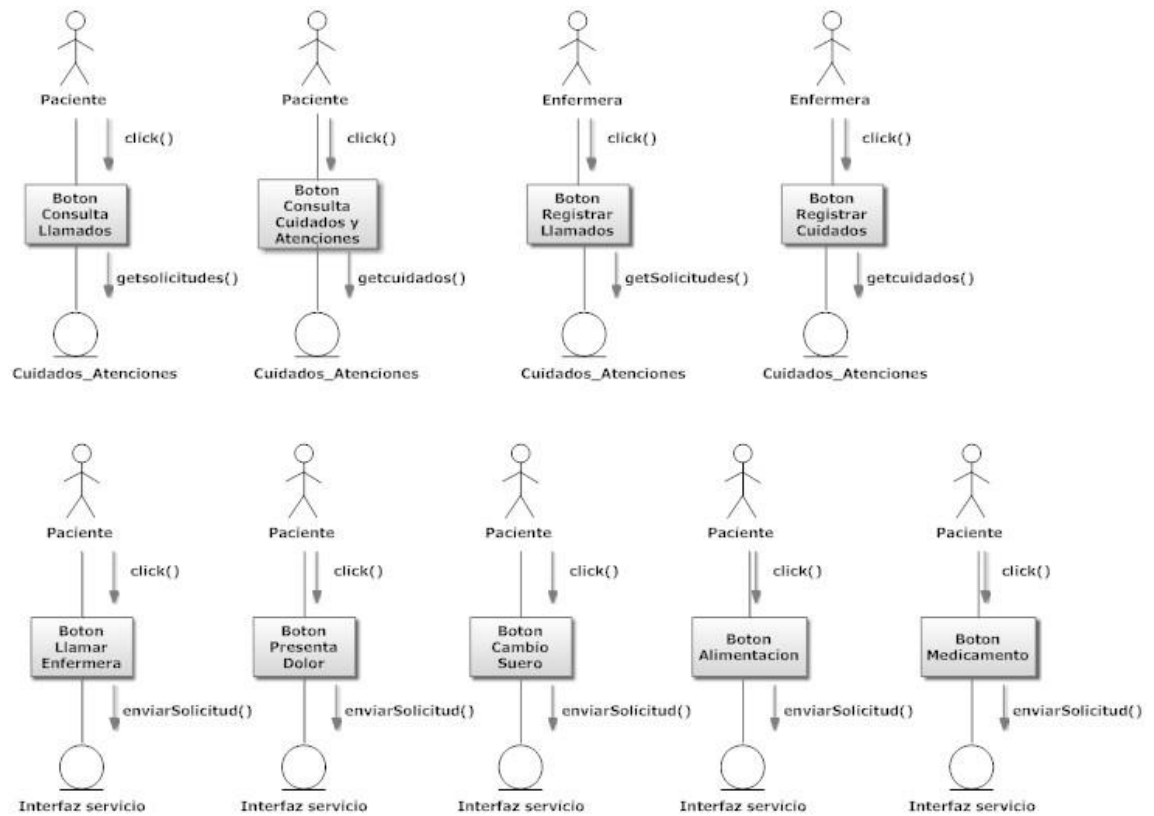 Paciente
Paciente
Enfermera
Enfermera
click()
click()
click()
click()
Boton
Consulta
Llamados
Boton
Consulta
Cuidados y
Atenciones
Boton
Registrar
Llamados
Boton
Registrar
Cuidados
getsolicitudes()
getcuidados()
getSolicitudes()
getcuidados()
Cuidados_Atenciones
Cuidados_Atenciones
Cuidados_Atenciones
Cuidados_Atenciones
Paciente
Paciente
Paciente
Paciente
Paciente
click()
click()
click()
click()
click()
Boton
Llamar
Enfermera
Boton
Presenta
Dolor
Boton
Cambio
Suero
Boton
Alimentacion
Boton
Medicamento
enviarSolicitud()
enviarSolicitud()
enviarSolicitud()
enviarSolicitud()
enviarSolicitud()
Interfaz servicio
Interfaz servicio
Interfaz servicio
Interfaz servicio
Interfaz servicio